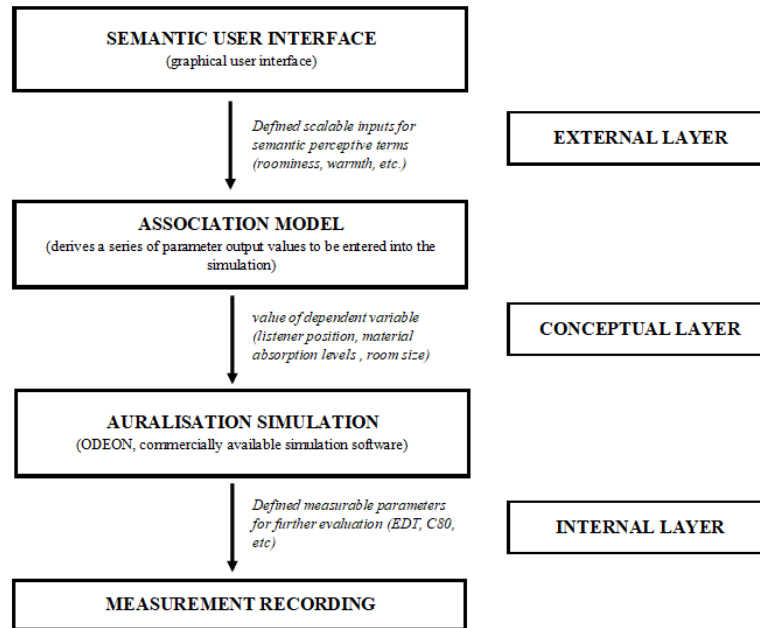 SEMANTIC USER INTERFACE
(graphical user interface)
Defined scalable inputs for
semantic perceptive terms
(roominess, warmth, etc.)
EXTERNAL LAYER
ASSOCIATION MODEL
(derives a series of parameter output values to be entered into the
simulation)
value of dependent variable
(listener position, material
absorption levels , room size)
CONCEPTUAL LAYER
AURALISATION SIMULATION
(ODEON, commercially available simulation software)
Defined measurable parameters
for further evaluation (EDT, C80,
etc)
INTERNAL LAYER
MEASUREMENT RECORDING